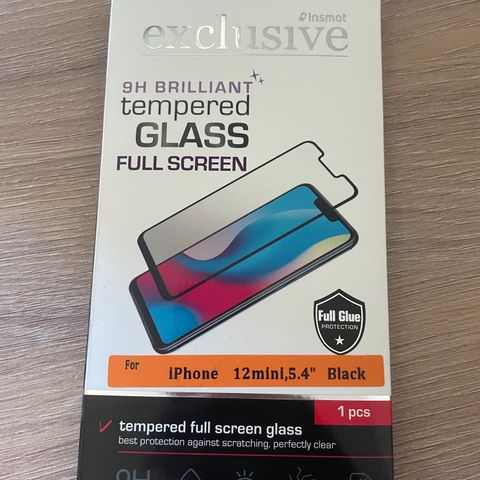 Insmat
exclusive
9H BRILLIANT
tempered
GLASS
FULL SCREEN
Full Glue
PROTECTION
For iPhone 12mini,5.4" Black
1 pcs
tempered full screen glass
best protection against scratching, perfectly clear
9H